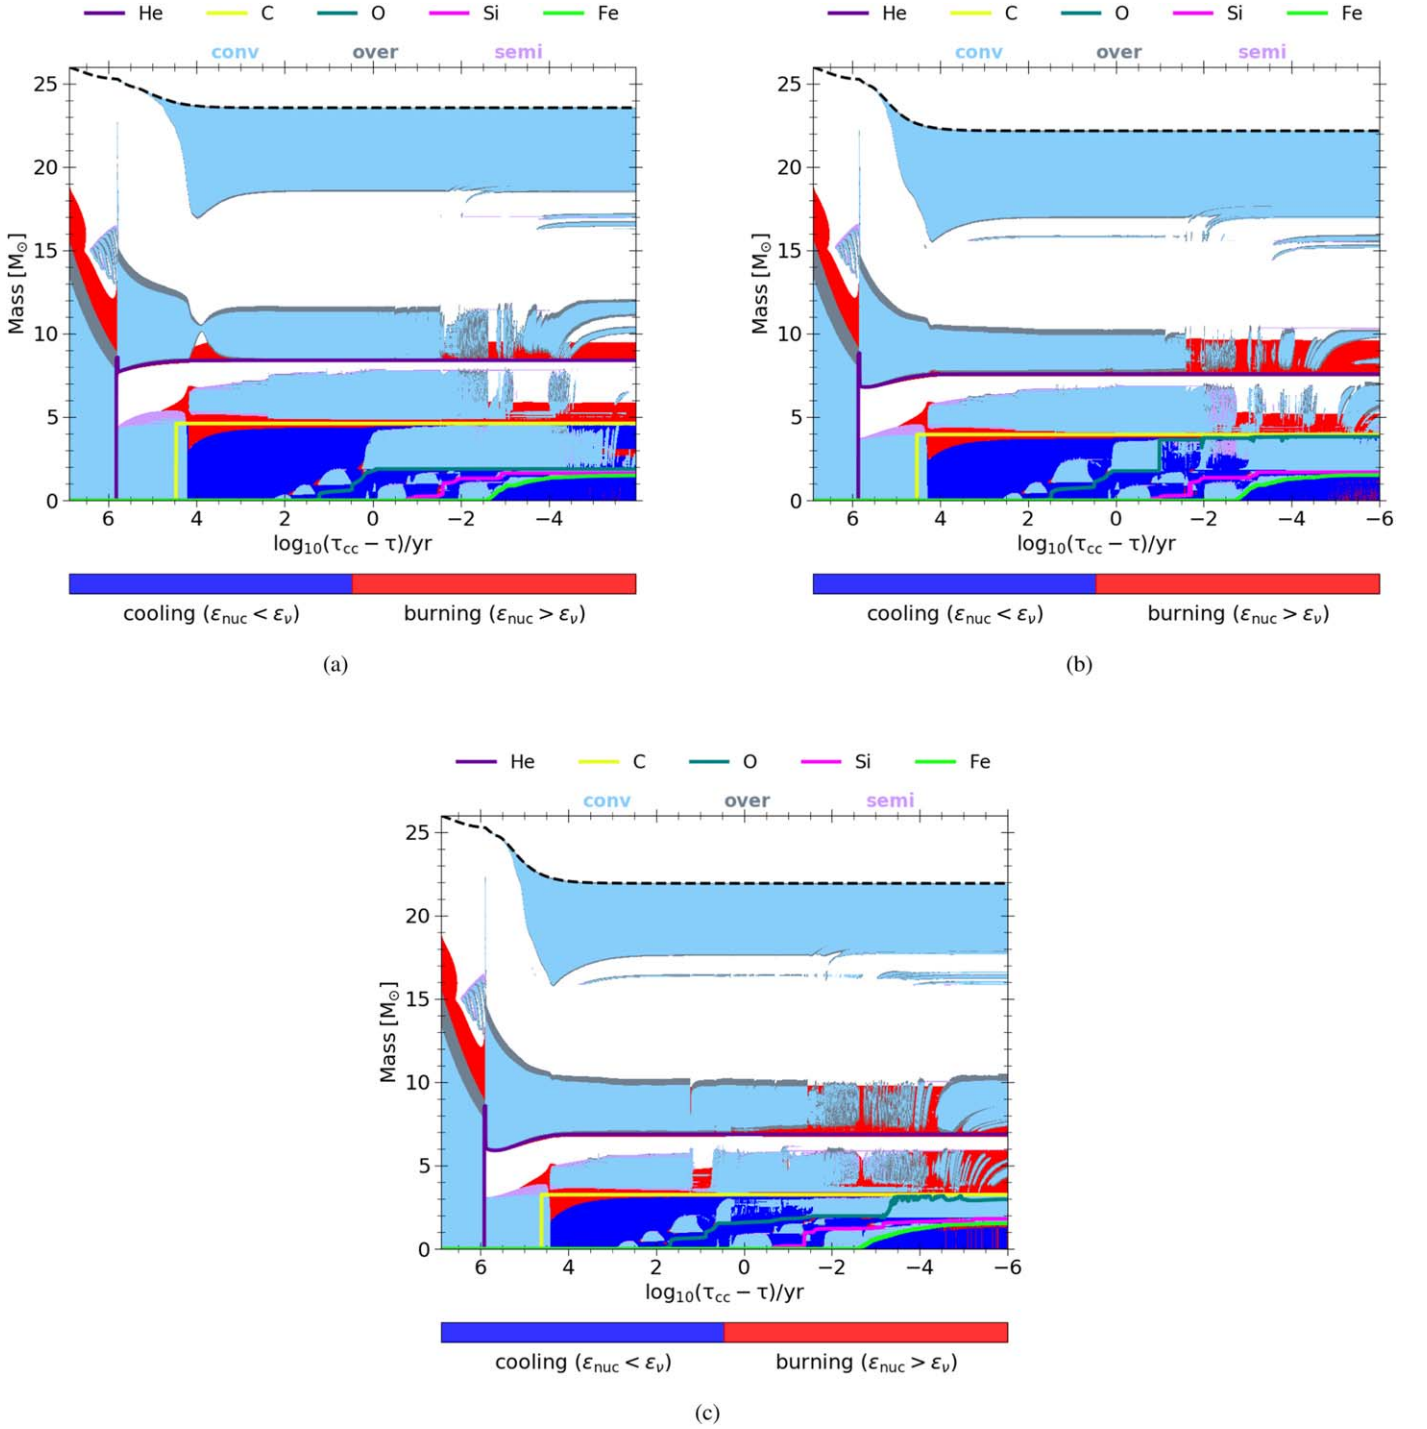 He C O Si Fe
conv over semi
25
20
15
10
5
0
Mass [M⊙]
6 4 2 0 −2 −4
log₁₀(τcc − τ)/yr
cooling (εnuc < εν) burning (εnuc > εν)
(a)
He C O Si Fe
conv over semi
25
20
15
10
5
0
Mass [M⊙]
6 4 2 0 −2 −4 −6
log₁₀(τcc − τ)/yr
cooling (εnuc < εν) burning (εnuc > εν)
(b)
He C O Si Fe
conv over semi
25
20
15
10
5
0
Mass [M⊙]
6 4 2 0 −2 −4 −6
log₁₀(τcc − τ)/yr
cooling (εnuc < εν) burning (εnuc > εν)
(c)